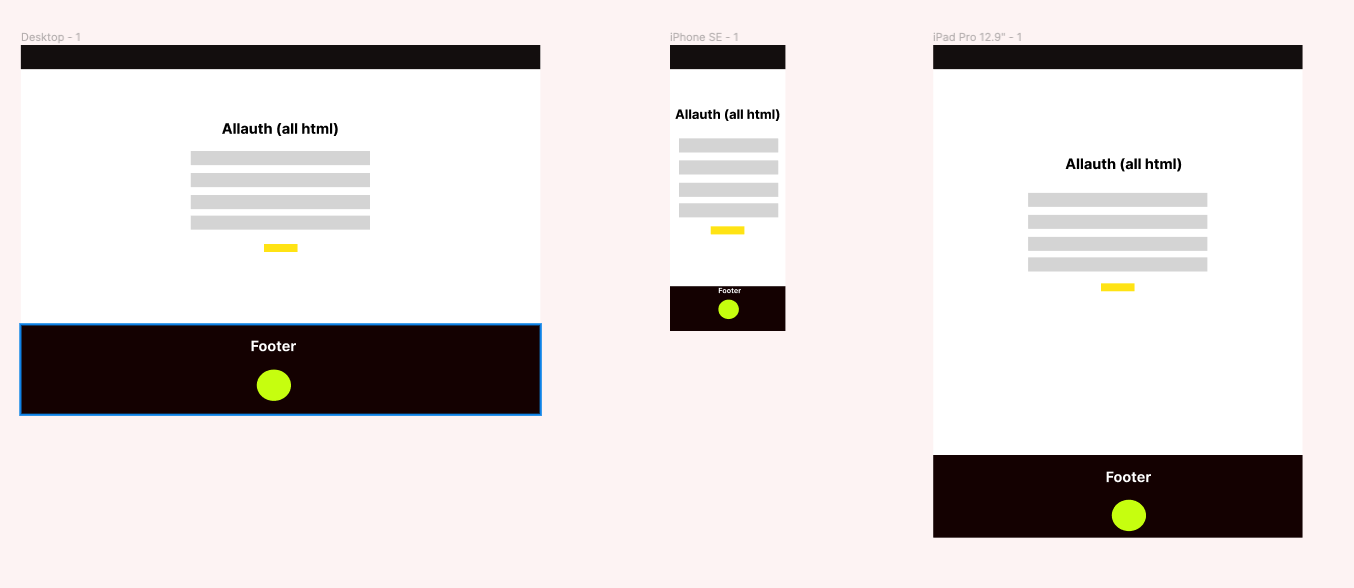 Desktop - 1
Allauth (all html)
Footer
iPhone SE - 1
Allauth (all html)
Footer
iPad Pro 12.9" - 1
Allauth (all html)
Footer